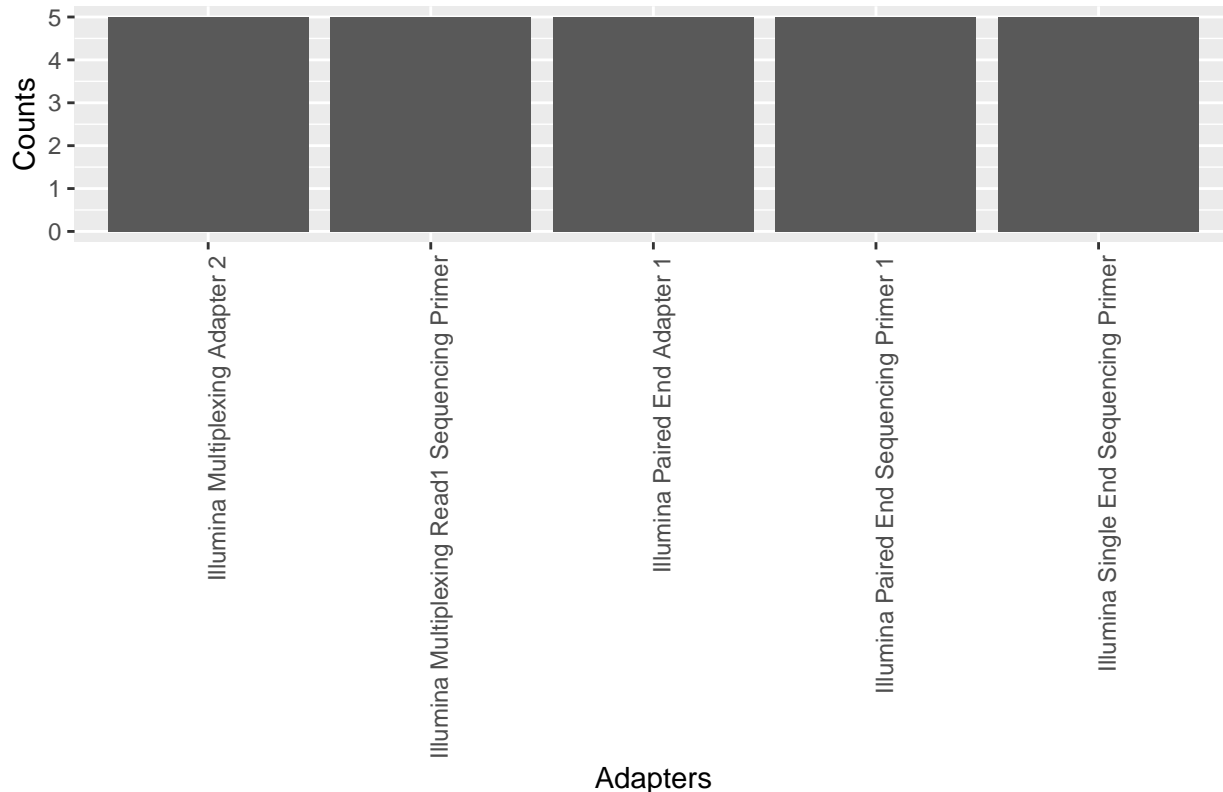 Counts
5
4
3
2
1
0
Illumina Multiplexing Adapter 2
Illumina Multiplexing Read1 Sequencing Primer
Illumina Paired End Adapter 1
Illumina Paired End Sequencing Primer 1
Illumina Single End Sequencing Primer
Adapters